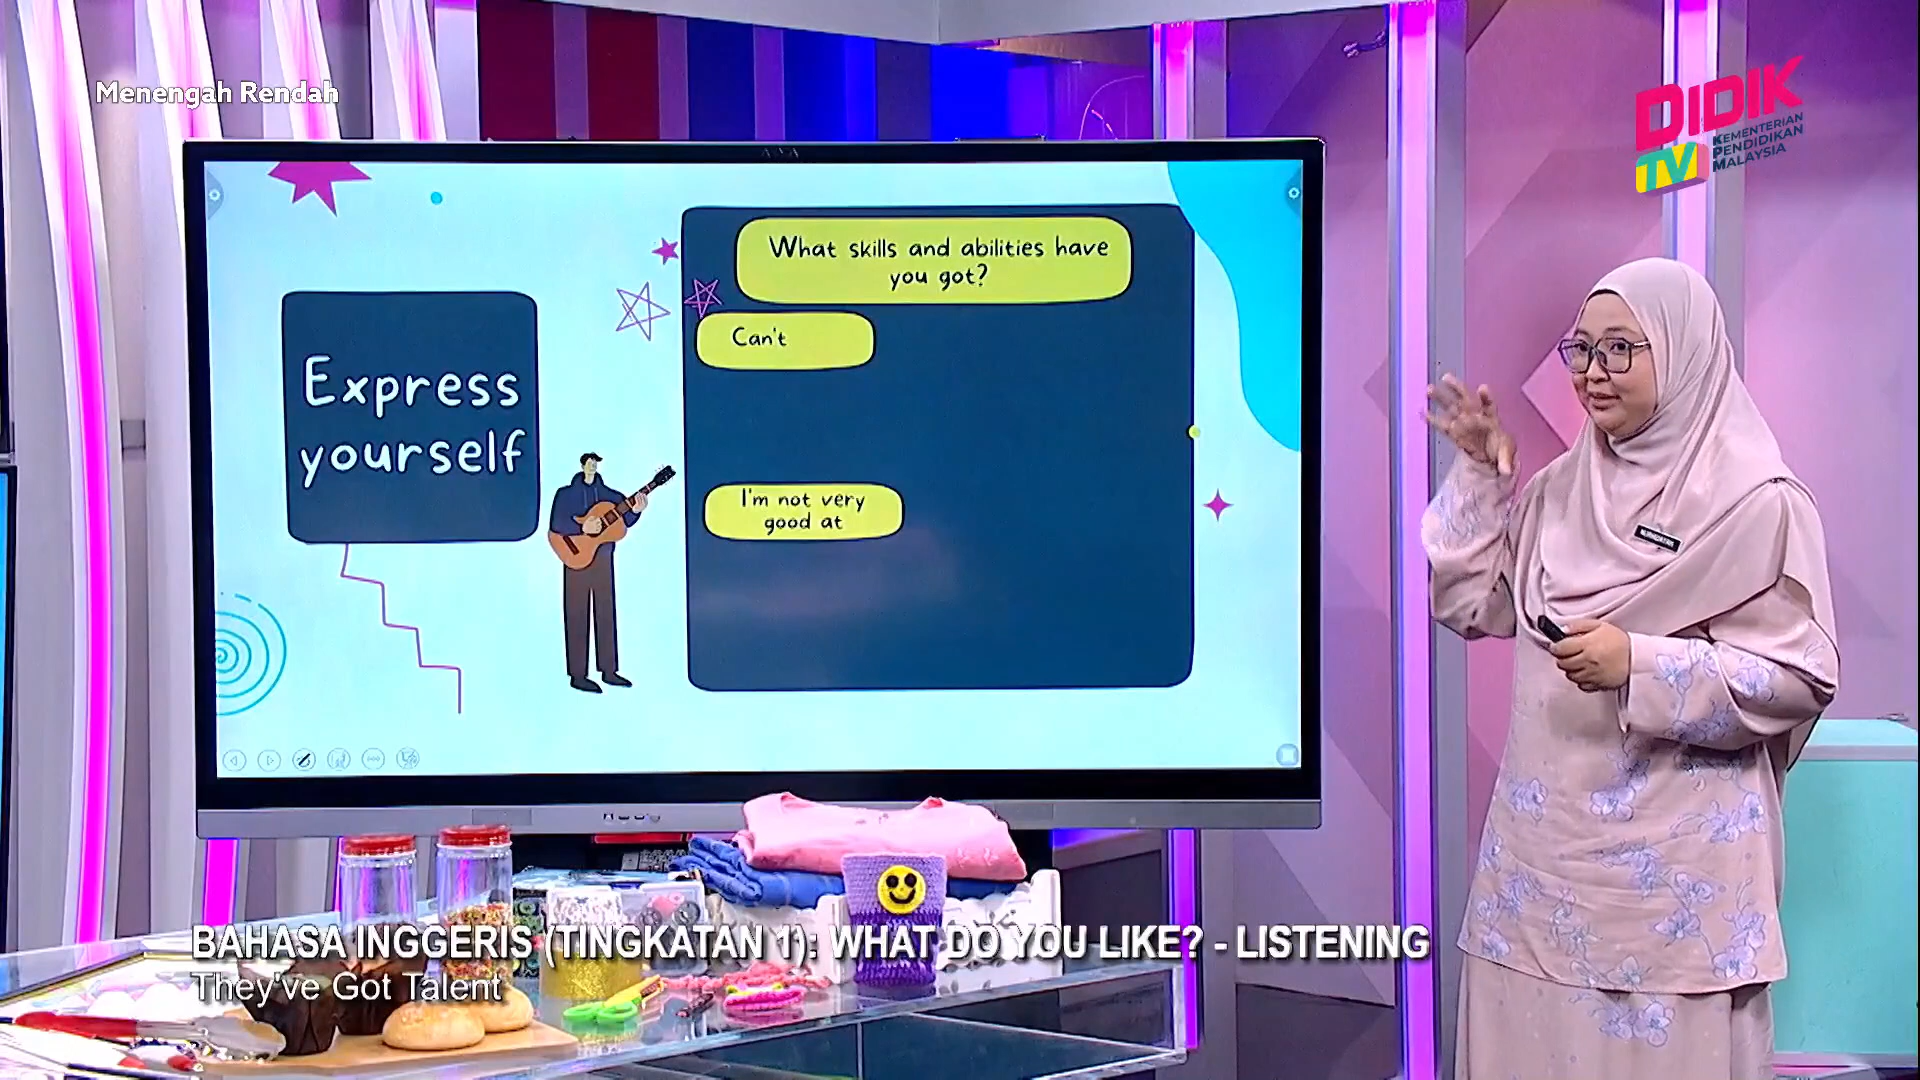 Menengah Rendah
DIDIK
TV
KEMENTERIAN
PENDIDIKAN
MALAYSIA
What skills and abilities have
you got?
Can't
Express
yourself
I'm not very
good at
BAHASA INGGERIS (TINGKATAN 1): WHAT DO YOU LIKE? - LISTENING
They've Got Talent